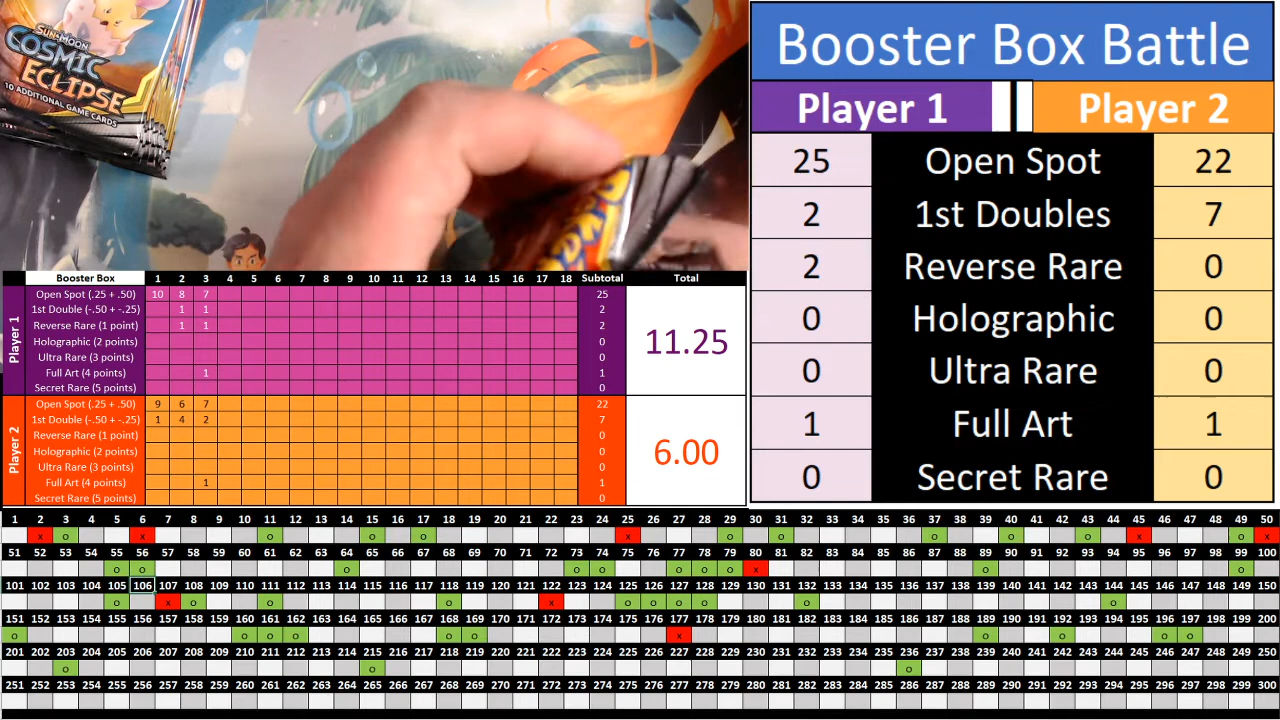 SUN & MOON
COSMIC
ECLIPSE
10 ADDITIONAL GAME CARDS
Booster Box Battle
Player 1 Player 2
25 Open Spot 22
2 1st Doubles 7
2 Reverse Rare 0
0 Holographic 0
0 Ultra Rare 0
1 Full Art 1
0 Secret Rare 0
Booster Box 1 2 3 4 5 6 7 8 9 10 11 12 13 14 15 16 17 18 Subtotal Total
Player 1
Open Spot (.25 + .50) 10 8 7 25
1st Double (-.50 + -.25) 1 1 2
Reverse Rare (1 point) 1 1 2
Holographic (2 points) 0
Ultra Rare (3 points) 0
Full Art (4 points) 1 1
Secret Rare (5 points) 0
11.25
Player 2
Open Spot (.25 + .50) 9 6 7 22
1st Double (-.50 + -.25) 1 4 2 7
Reverse Rare (1 point) 0
Holographic (2 points) 0
Ultra Rare (3 points) 0
Full Art (4 points) 1 1
Secret Rare (5 points) 0
6.00
1 2 3 4 5 6 7 8 9 10 11 12 13 14 15 16 17 18 19 20 21 22 23 24 25 26 27 28 29 30 31 32 33 34 35 36 37 38 39 40 41 42 43 44 45 46 47 48 49 50
x o x o o o o x o o o o o x o x
51 52 53 54 55 56 57 58 59 60 61 62 63 64 65 66 67 68 69 70 71 72 73 74 75 76 77 78 79 80 81 82 83 84 85 86 87 88 89 90 91 92 93 94 95 96 97 98 99 100
o o o o o o o o x o o
101 102 103 104 105 106 107 108 109 110 111 112 113 114 115 116 117 118 119 120 121 122 123 124 125 126 127 128 129 130 131 132 133 134 135 136 137 138 139 140 141 142 143 144 145 146 147 148 149 150
o x o o o x o o o o o o
151 152 153 154 155 156 157 158 159 160 161 162 163 164 165 166 167 168 169 170 171 172 173 174 175 176 177 178 179 180 181 182 183 184 185 186 187 188 189 190 191 192 193 194 195 196 197 198 199 200
o o o o o o x o o o o
201 202 203 204 205 206 207 208 209 210 211 212 213 214 215 216 217 218 219 220 221 222 223 224 225 226 227 228 229 230 231 232 233 234 235 236 237 238 239 240 241 242 243 244 245 246 247 248 249 250
o o o
251 252 253 254 255 256 257 258 259 260 261 262 263 264 265 266 267 268 269 270 271 272 273 274 275 276 277 278 279 280 281 282 283 284 285 286 287 288 289 290 291 292 293 294 295 296 297 298 299 300